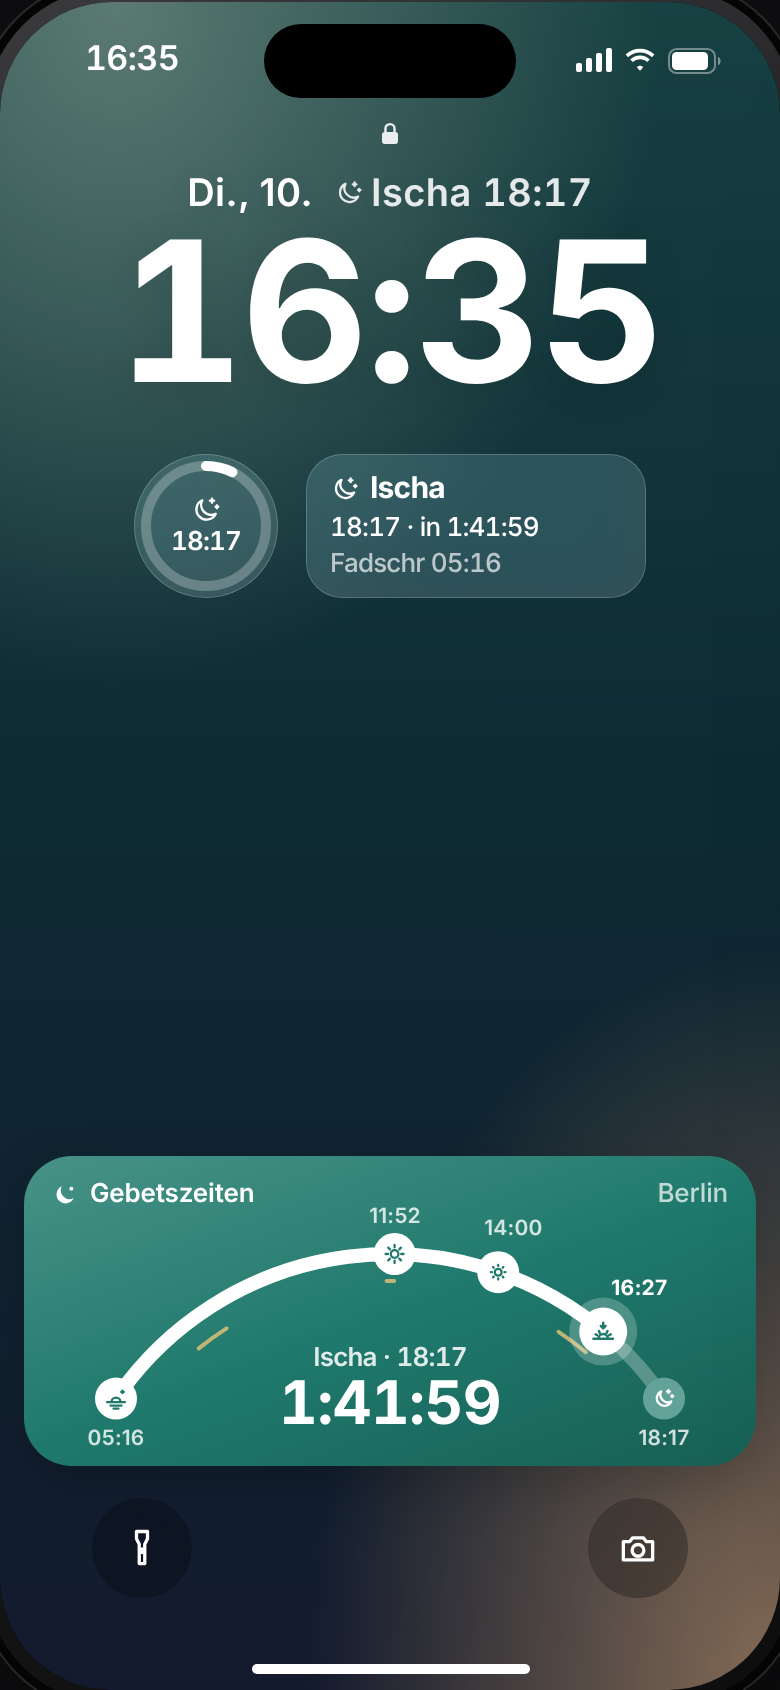 16:35
Di., 10. Ischa 18:17
16:35
18:17
Ischa
18:17 · in 1:41:59
Fadschr 05:16
Gebetszeiten
Berlin
11:52
14:00
16:27
Ischa · 18:17
1:41:59
05:16
18:17